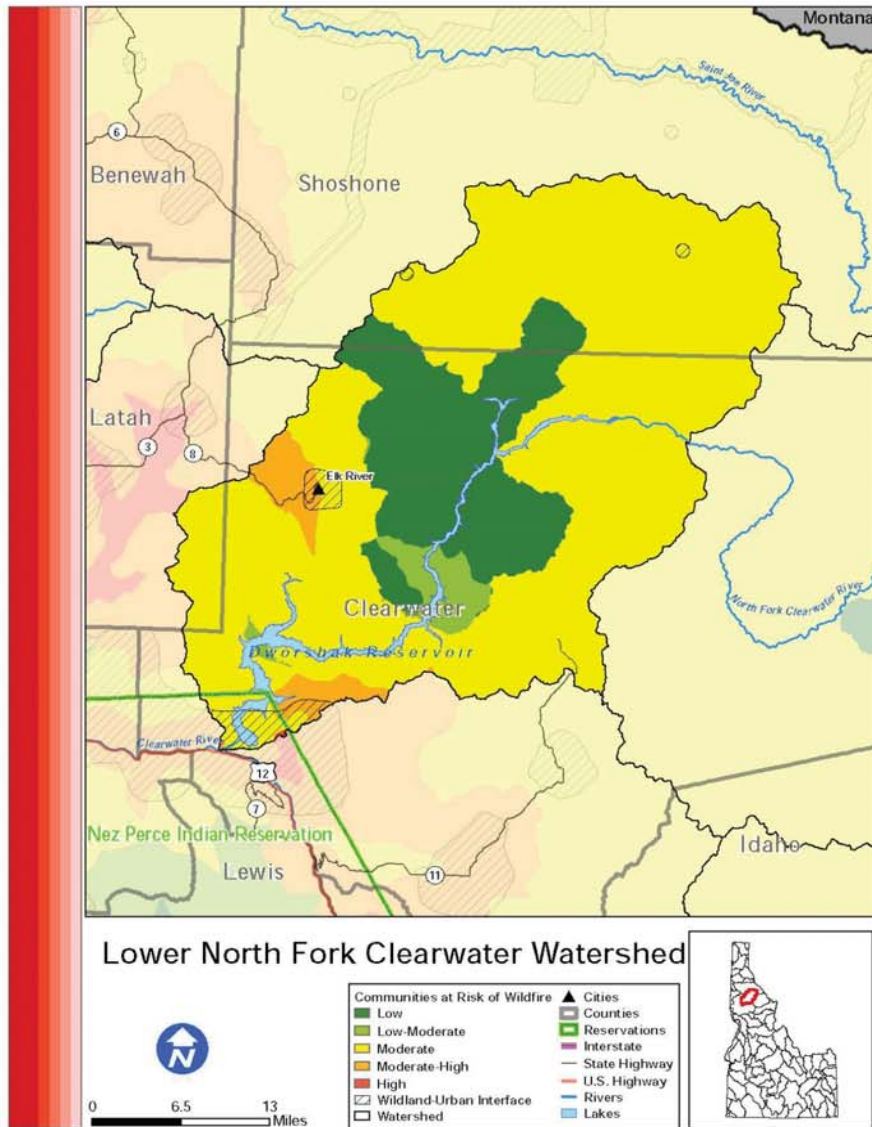 Montana
Saint Joe River
6
Benewah
Shoshone
Latah
3
8
Elk River
Clearwater
North Fork Clearwater River
Dworshak Reservoir
Clearwater River
12
7
Nez Perce Indian Reservation
Lewis
11
Idaho
Lower North Fork Clearwater Watershed
N
0 6.5 13
Miles
Communities at Risk of Wildfire
Low
Low-Moderate
Moderate
Moderate-High
High
Wildland-Urban Interface
Watershed
Cities
Counties
Reservations
Interstate
State Highway
U.S. Highway
Rivers
Lakes